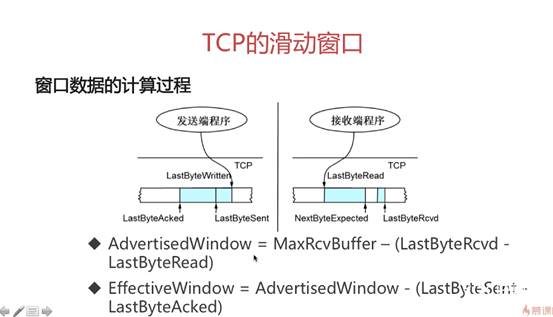 TCP的滑动窗口
窗口数据的计算过程
发送端程序
接收端程序
TCP
TCP
LastByteWritten
LastByteRead
LastByteAcked
LastByteSent
NextByteExpected
LastByteRcvd
◆ AdvertisedWindow = MaxRcvBuffer – (LastByteRcvd -
LastByteRead)
◆ EffectiveWindow = AdvertisedWindow - (LastByteSent -
LastByteAcked)